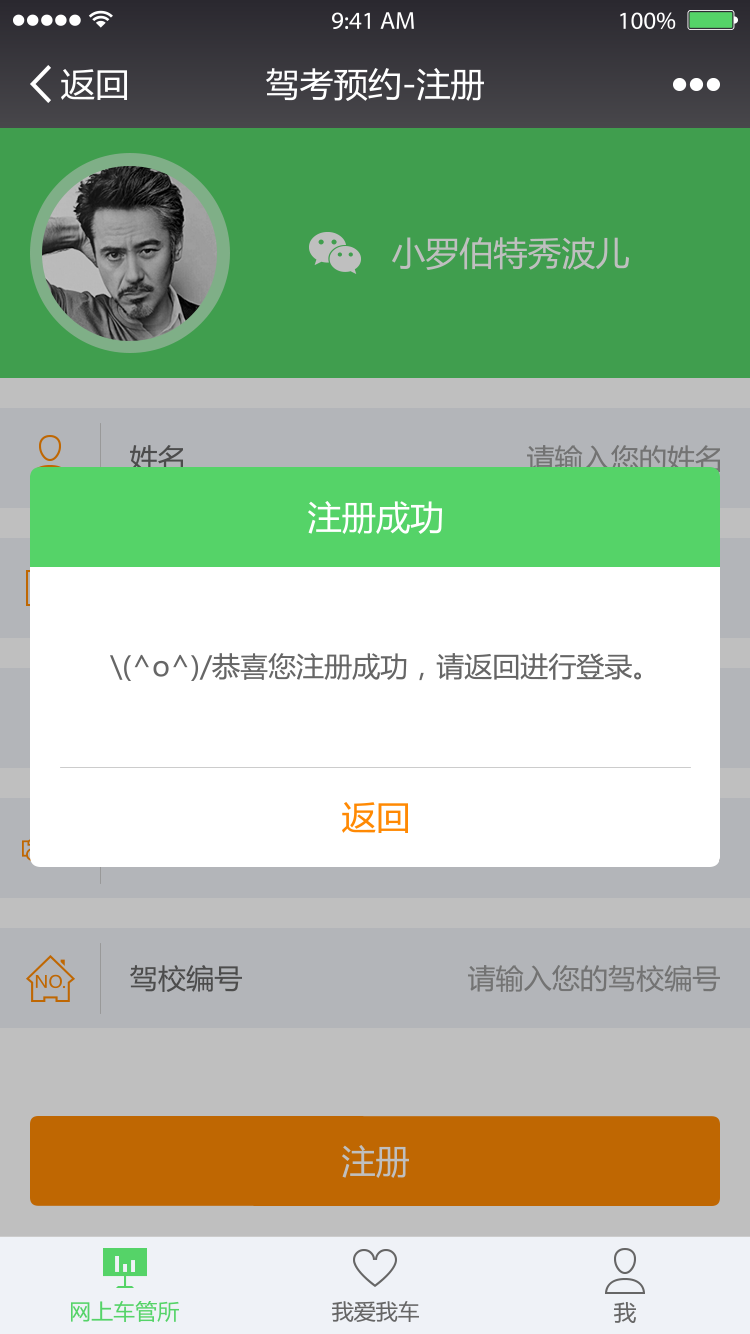 9:41 AM 100%
返回 驾考预约-注册
小罗伯特秀波儿
姓名 请输入您的姓名
注册成功
\(^o^)/恭喜您注册成功，请返回进行登录。
返回
NO. 驾校编号 请输入您的驾校编号
注册
网上车管所 我爱我车 我